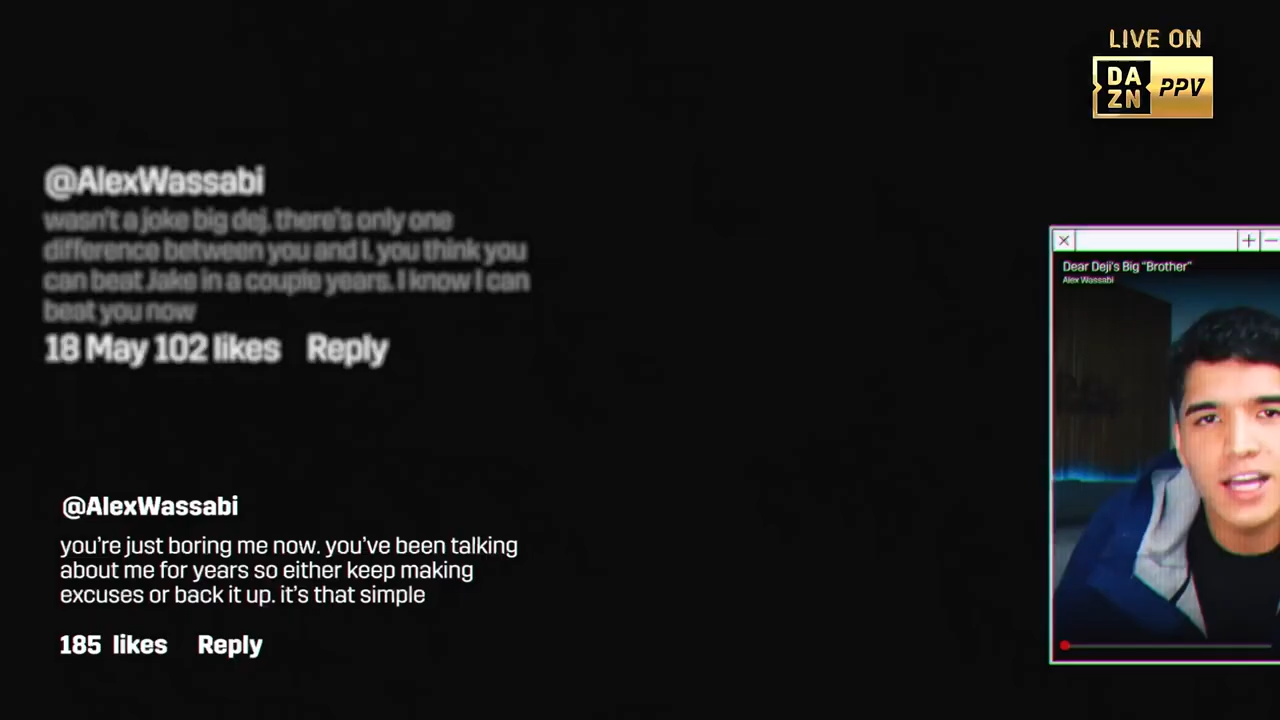 LIVE ON
DA
ZN
PPV
@AlexWassabi
wasn't a joke big dej. there's only one
difference between you and I. you think you
can beat Jake in a couple years. I know I can
beat you now
18 May 102 likes Reply
Dear Deji's Big "Brother"
Alex Wassabi
@AlexWassabi
you're just boring me now. you've been talking
about me for years so either keep making
excuses or back it up. it's that simple
185 likes Reply